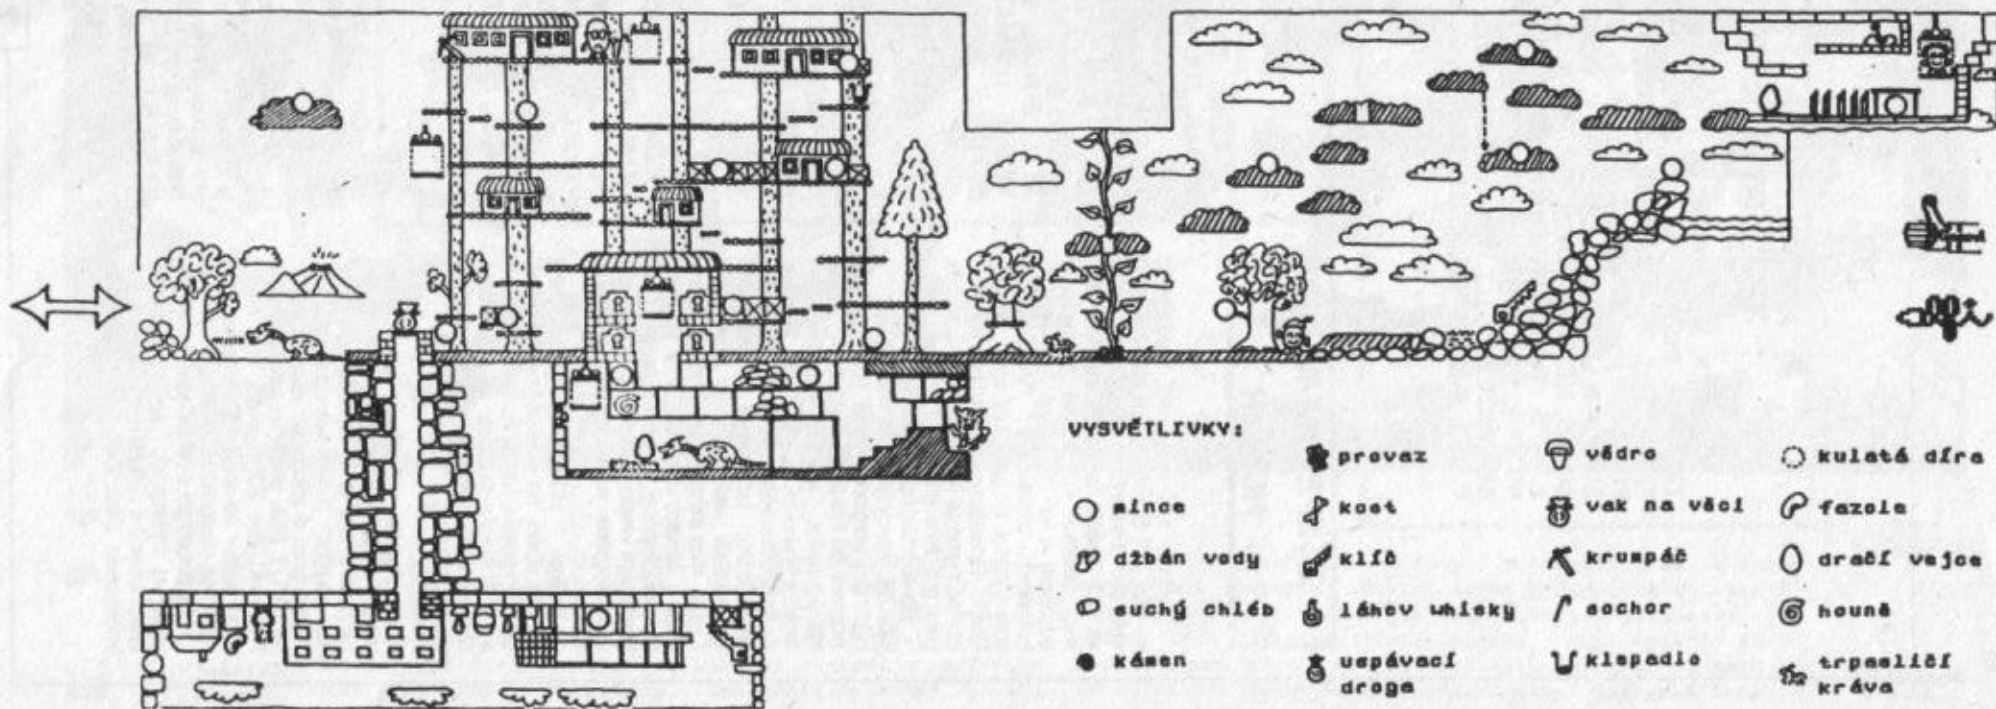 VYSVĚTLIVKY:
provaz
vědro
kulatá díra
mince
kost
vak na věci
fazole
džbán vody
klíč
krumpáč
dračí vejce
suchý chléb
láhev whisky
sochor
houně
kámen
uspávací
droga
klepadlo
trpasličí
kráva